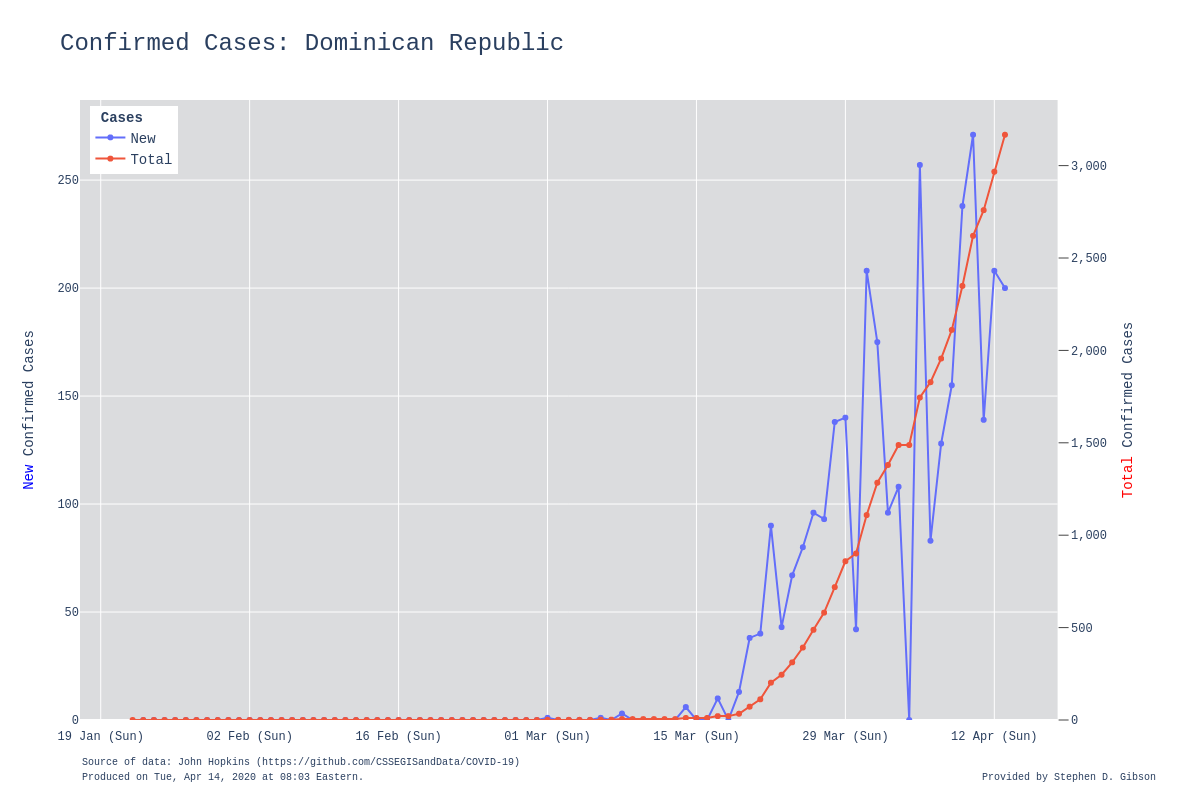 Confirmed Cases: Dominican Republic
Cases
New
Total
250
200
150
100
50
0
3,000
2,500
2,000
1,500
1,000
500
0
New Confirmed Cases
Total Confirmed Cases
19 Jan (Sun)
02 Feb (Sun)
16 Feb (Sun)
01 Mar (Sun)
15 Mar (Sun)
29 Mar (Sun)
12 Apr (Sun)
Source of data: John Hopkins (https://github.com/CSSEGISandData/COVID-19)
Produced on Tue, Apr 14, 2020 at 08:03 Eastern.
Provided by Stephen D. Gibson